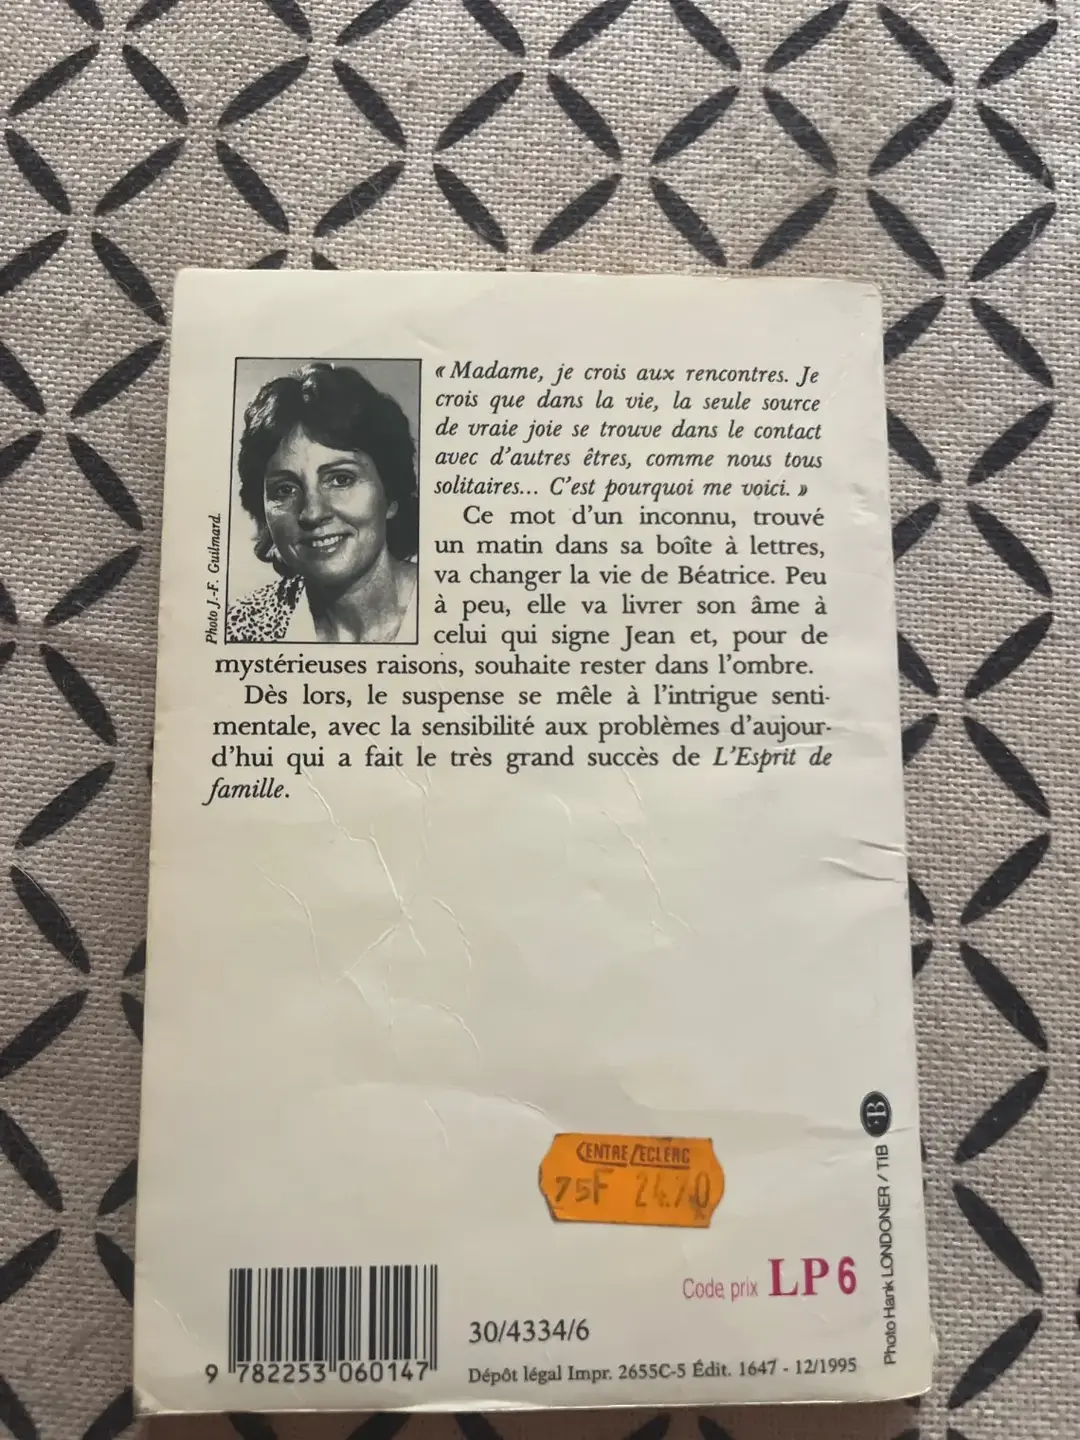 « Madame, je crois aux rencontres. Je
crois que dans la vie, la seule source
de vraie joie se trouve dans le contact
avec d'autres êtres, comme nous tous
solitaires... C'est pourquoi me voici. »
Ce mot d'un inconnu, trouvé
un matin dans sa boîte à lettres,
va changer la vie de Béatrice. Peu
à peu, elle va livrer son âme à
celui qui signe Jean et, pour de
mystérieuses raisons, souhaite rester dans l'ombre.
Dès lors, le suspense se mêle à l'intrigue senti-
mentale, avec la sensibilité aux problèmes d'aujour-
d'hui qui a fait le très grand succès de L'Esprit de
famille.
Photo J.-F. Guilmard.
CENTRE LECLERC
75F 24.70
Code prix LP 6
30/4334/6
9 782253 060147
Dépôt légal Impr. 2655C-5 Édit. 1647 - 12/1995
Photo Hank LONDONER / TIB
B